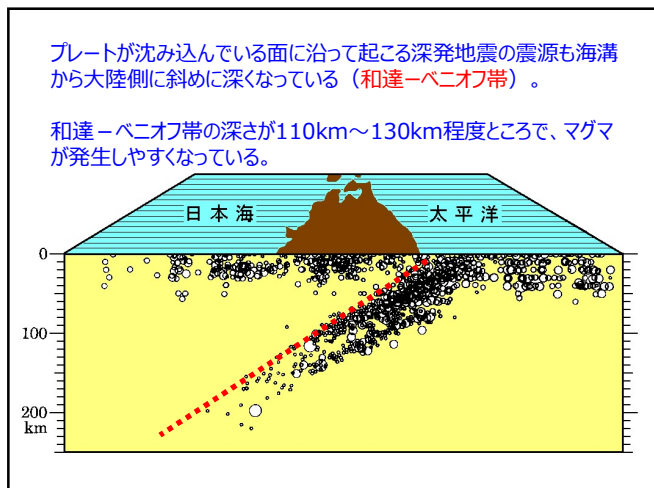 プレートが沈み込んでいる面に沿って起こる深発地震の震源も海溝
から大陸側に斜めに深くなっている（和達－ベニオフ帯）。
和達－ベニオフ帯の深さが110km～130km程度ところで、マグマ
が発生しやすくなっている。
日本海 太平洋
0
100
200
km